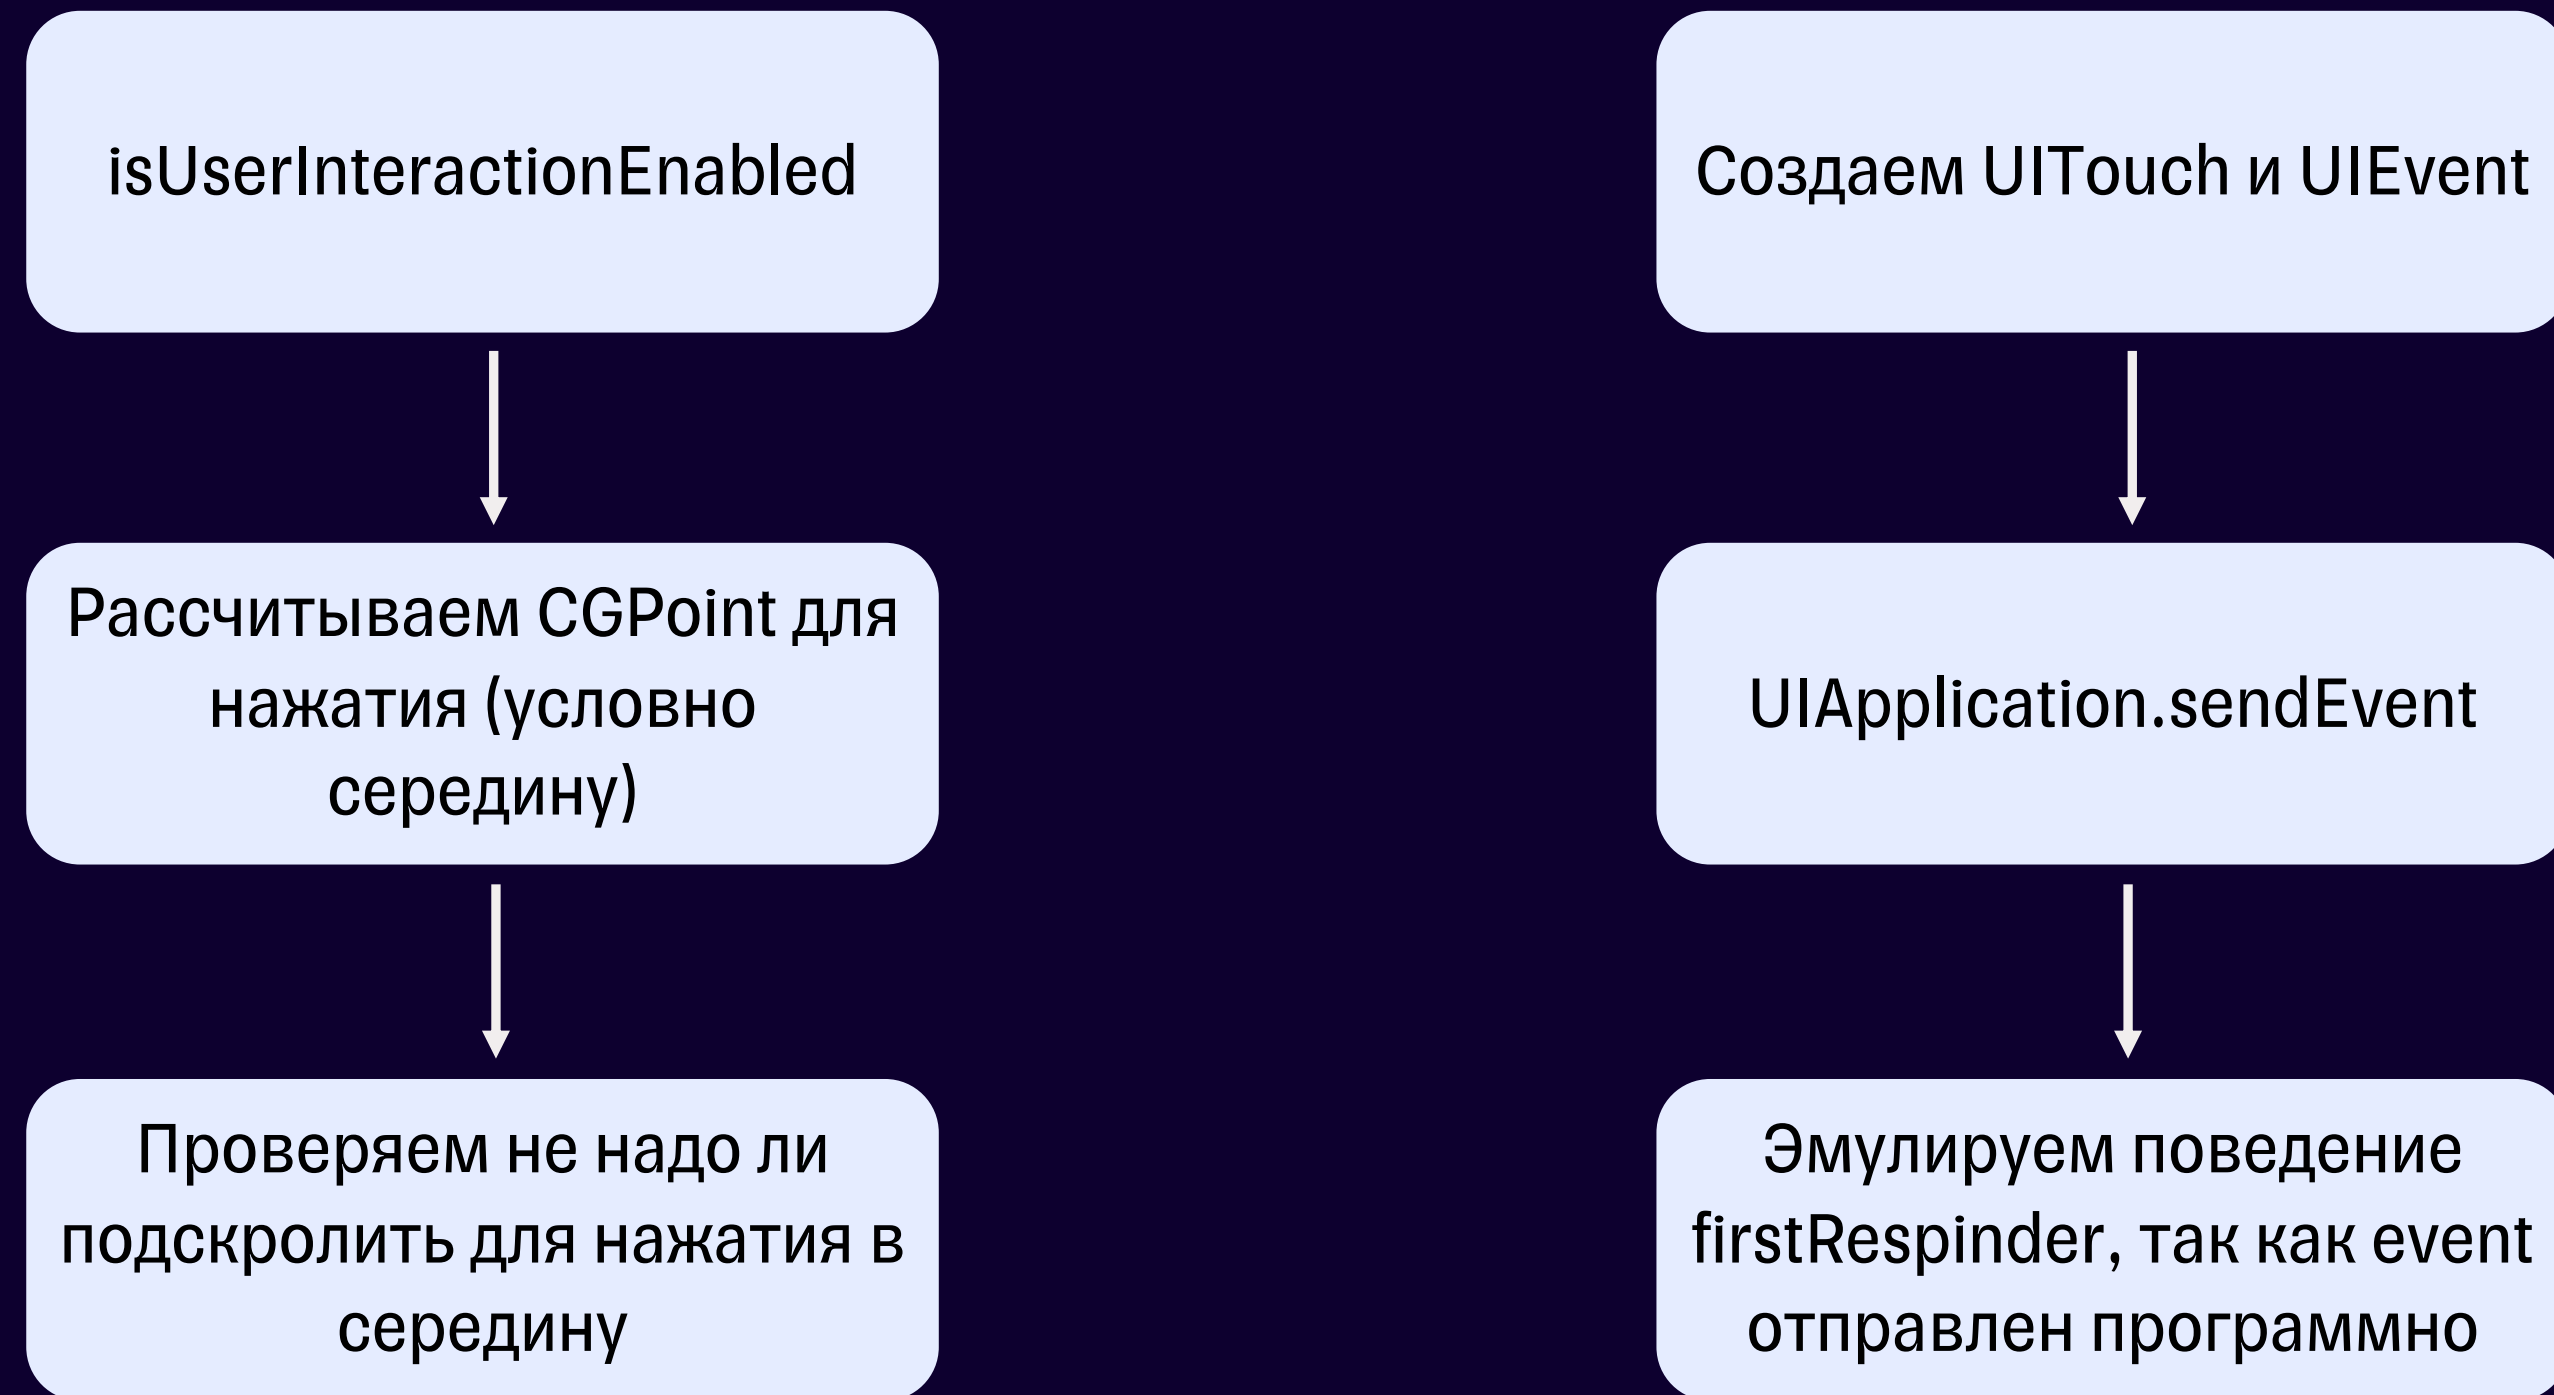 isUserInteractionEnabled
Рассчитываем CGPoint для
нажатия (условно
середину)
Проверяем не надо ли
подскролить для нажатия в
середину
Создаем UITouch и UIEvent
UIApplication.sendEvent
Эмулируем поведение
firstRespinder, так как event
отправлен программно